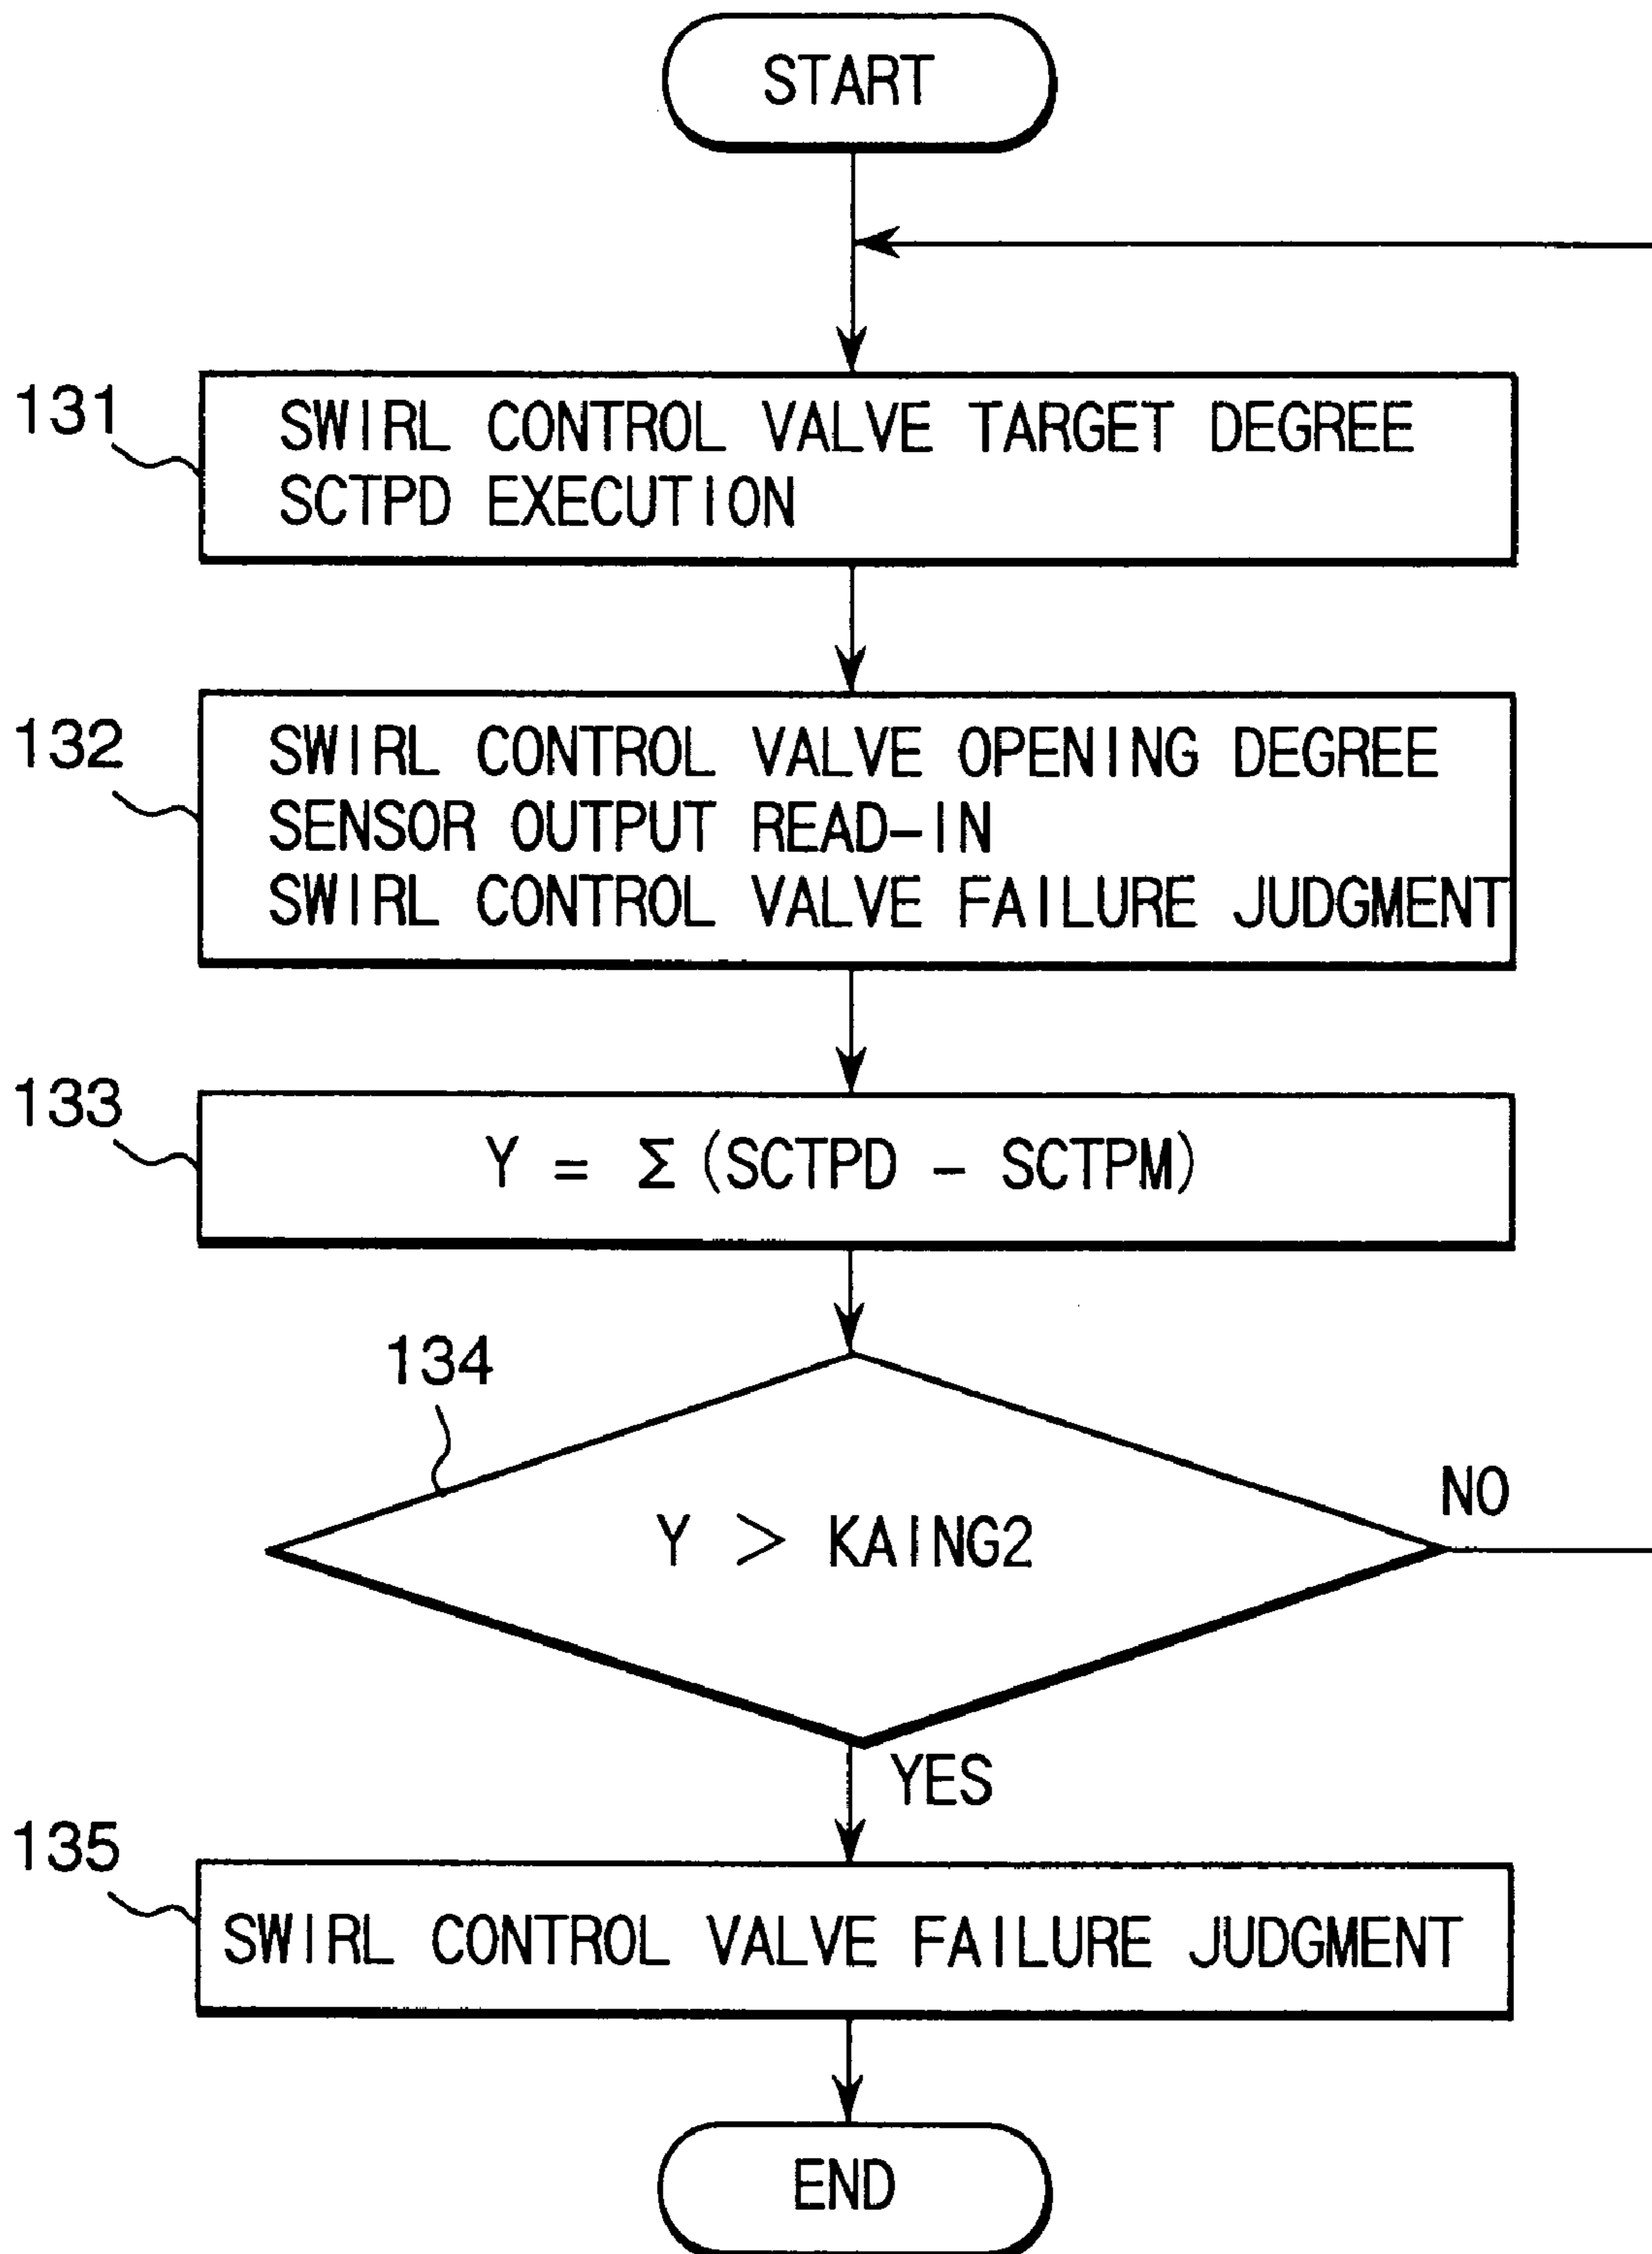 START
131
SWIRL CONTROL VALVE TARGET DEGREE
SCTPD EXECUTION
132
SWIRL CONTROL VALVE OPENING DEGREE
SENSOR OUTPUT READ-IN
SWIRL CONTROL VALVE FAILURE JUDGMENT
133
Y = Σ (SCTPD - SCTPM)
134
Y > KAING2
NO
YES
135
SWIRL CONTROL VALVE FAILURE JUDGMENT
END